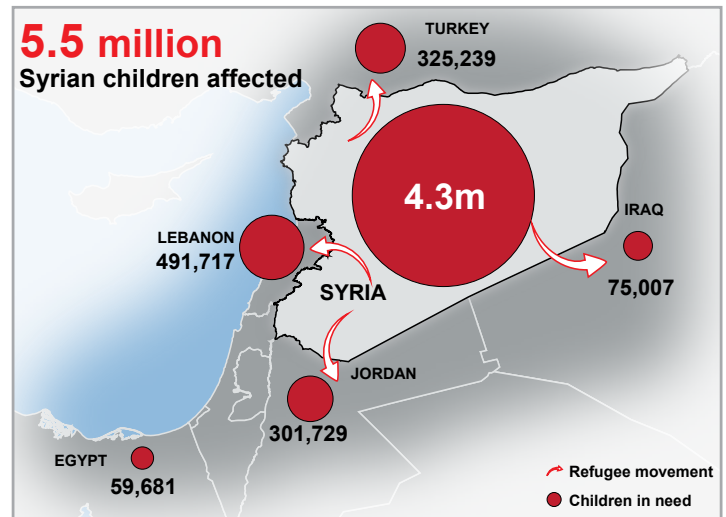 5.5 million
Syrian children affected
TURKEY
325,239
4.3m
IRAQ
75,007
LEBANON
491,717
SYRIA
JORDAN
301,729
EGYPT
59,681
Refugee movement
Children in need